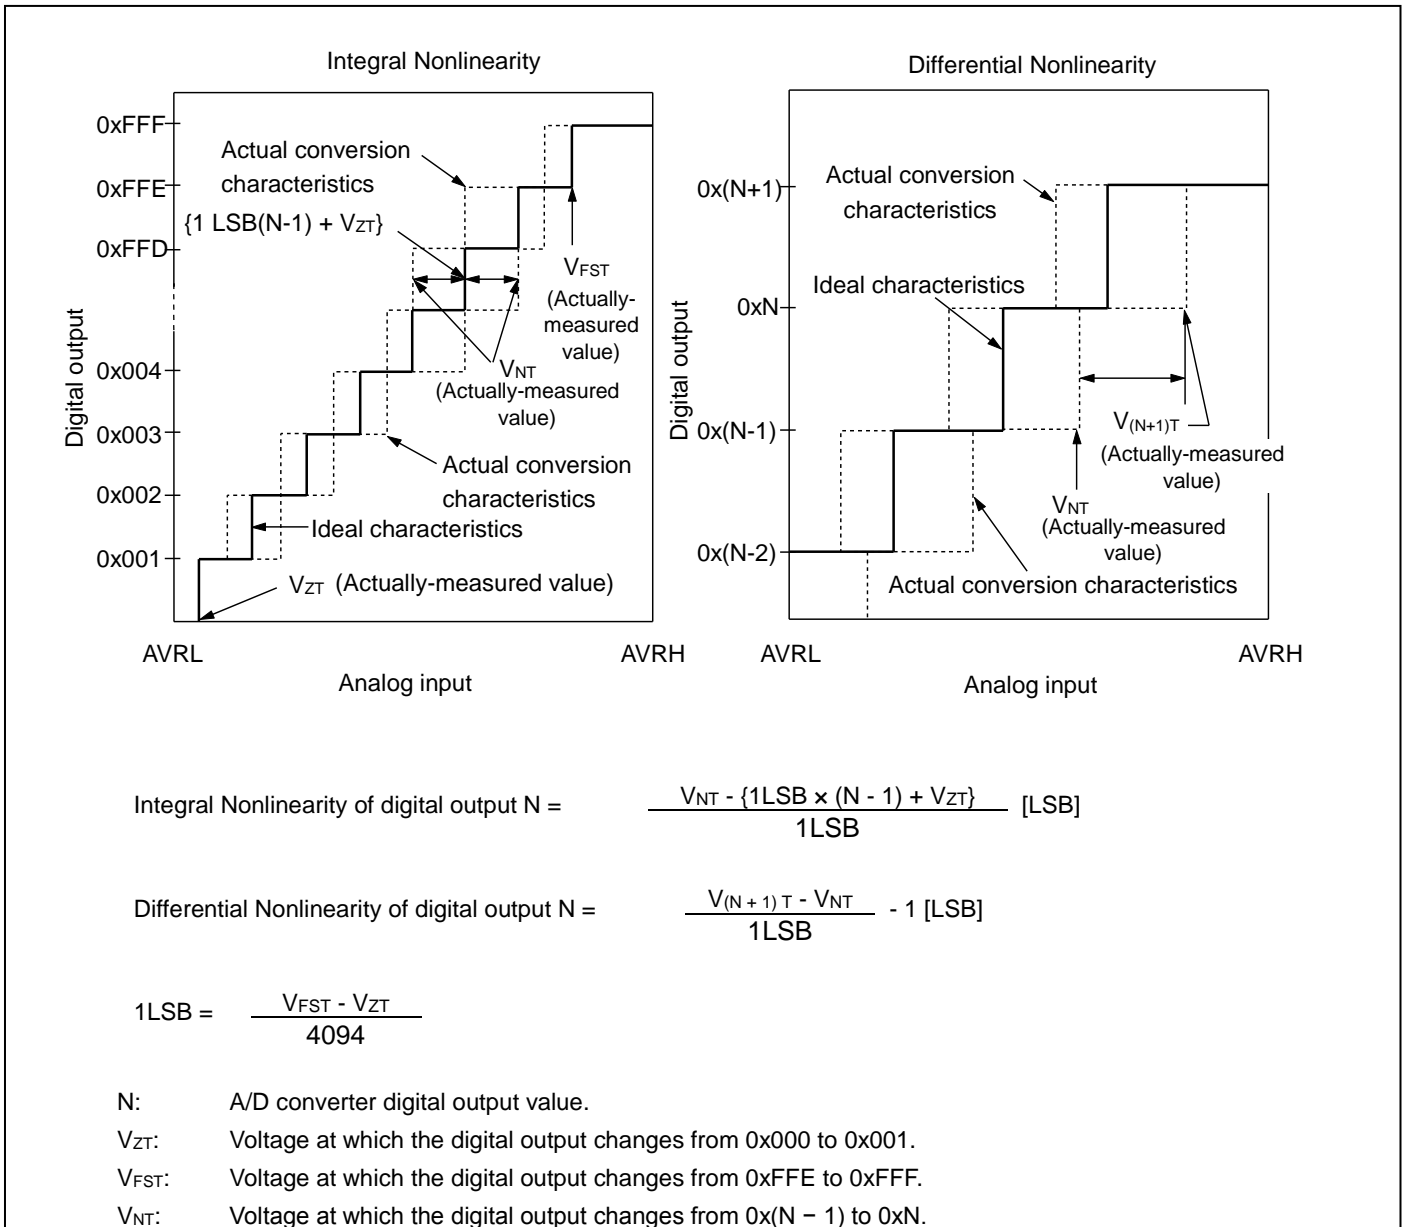 Integral Nonlinearity
0xFFF
0xFFE
0xFFD
0x004
0x003
0x002
0x001
Digital output
Actual conversion
characteristics
{1 LSB(N-1) + VZT}
VFST
(Actually-
measured
value)
VNT
(Actually-measured
value)
Actual conversion
characteristics
Ideal characteristics
VZT (Actually-measured value)
AVRL
AVRH
Analog input
Differential Nonlinearity
0x(N+1)
0xN
0x(N-1)
0x(N-2)
Digital output
Actual conversion
characteristics
Ideal characteristics
V(N+1)T
(Actually-measured
value)
VNT
(Actually-measured
value)
Actual conversion characteristics
AVRL
AVRH
Analog input
Integral Nonlinearity of digital output N =
VNT - {1LSB × (N - 1) + VZT}
1LSB
[LSB]
Differential Nonlinearity of digital output N =
V(N + 1) T - VNT
1LSB
- 1 [LSB]
1LSB =
VFST - VZT
4094
N: A/D converter digital output value.
VZT: Voltage at which the digital output changes from 0x000 to 0x001.
VFST: Voltage at which the digital output changes from 0xFFE to 0xFFF.
VNT: Voltage at which the digital output changes from 0x(N − 1) to 0xN.